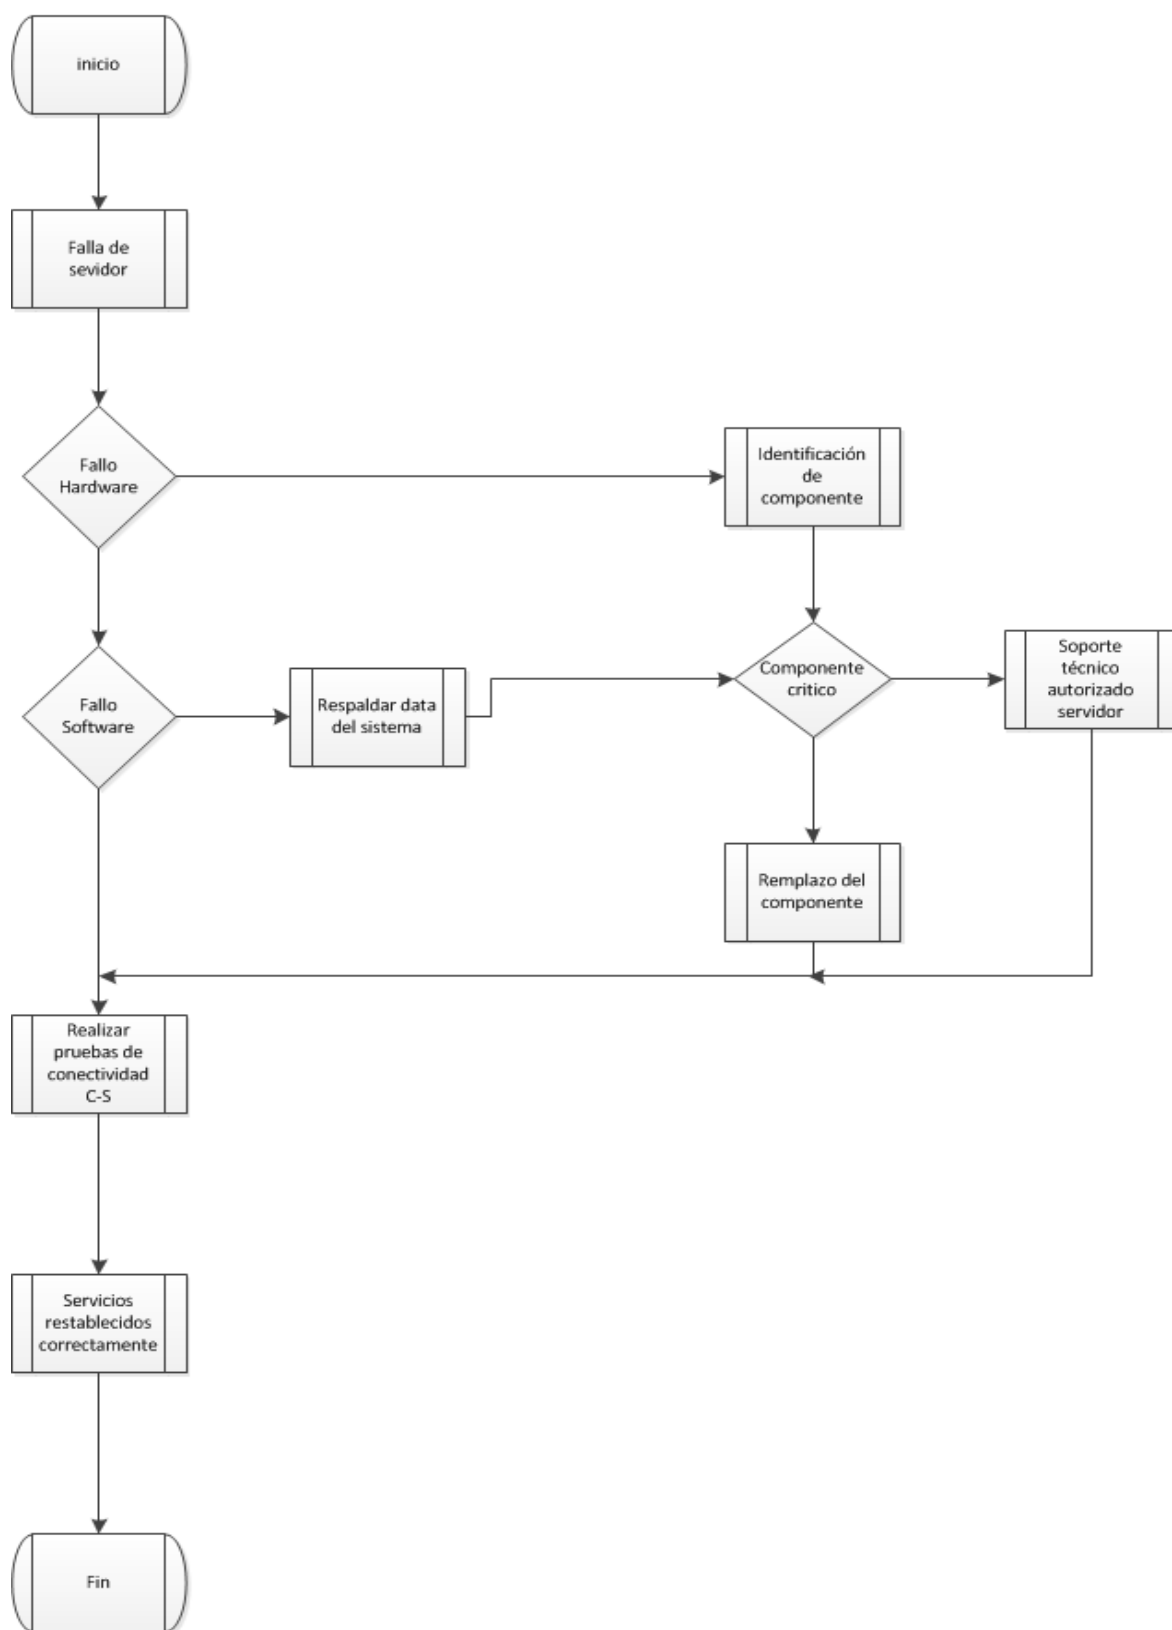 inicio
Falla de
sevidor
Fallo
Hardware
Identificación
de
componente
Fallo
Software
Respaldar data
del sistema
Componente
critico
Soporte
técnico
autorizado
servidor
Remplazo del
componente
Realizar
pruebas de
conectividad
C-S
Servicios
restablecidos
correctamente
Fin